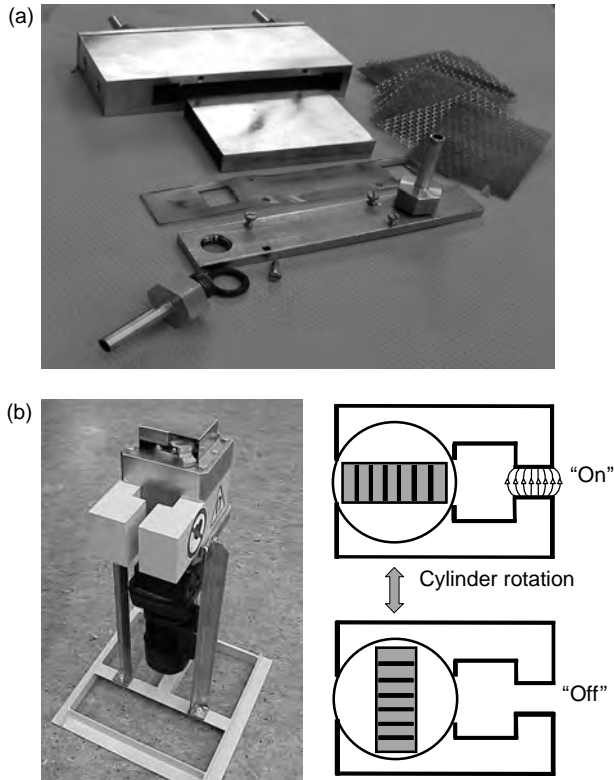 (a)
(b)
“On”
Cylinder rotation
“Off”